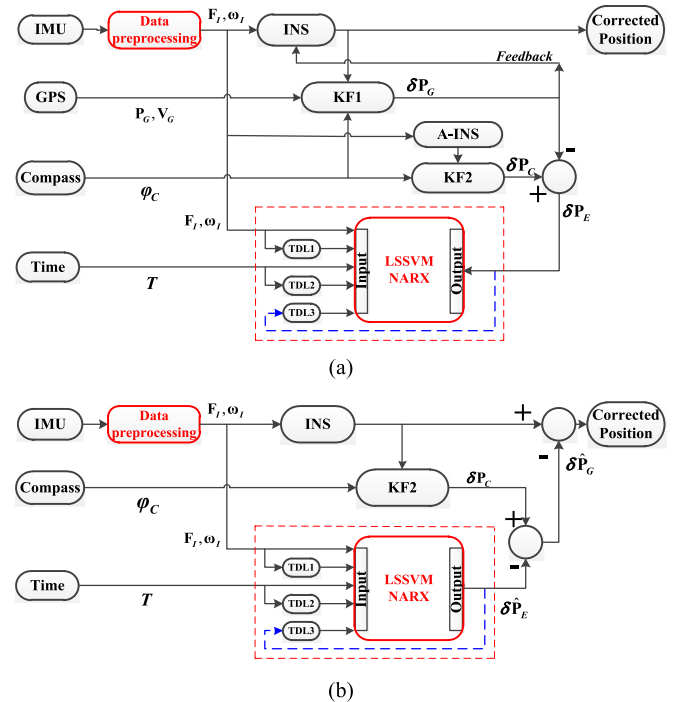 F_I, ω_I
IMU
Data
preprocessing
INS
Corrected
Position
Feedback
GPS
P_G, V_G
KF1
δP_G
A-INS
-
Compass
φ_C
KF2
δP_C
+
δP_E
F_I, ω_I
Time
T
TDL1
TDL2
TDL3
Input
LSSVM
NARX
Output
(a)
F_I, ω_I
IMU
Data
preprocessing
INS
+
Corrected
Position
-
δP̂_G
Compass
φ_C
KF2
δP_C
+
-
F_I, ω_I
Time
T
TDL1
TDL2
TDL3
Input
LSSVM
NARX
Output
δP̂_E
(b)